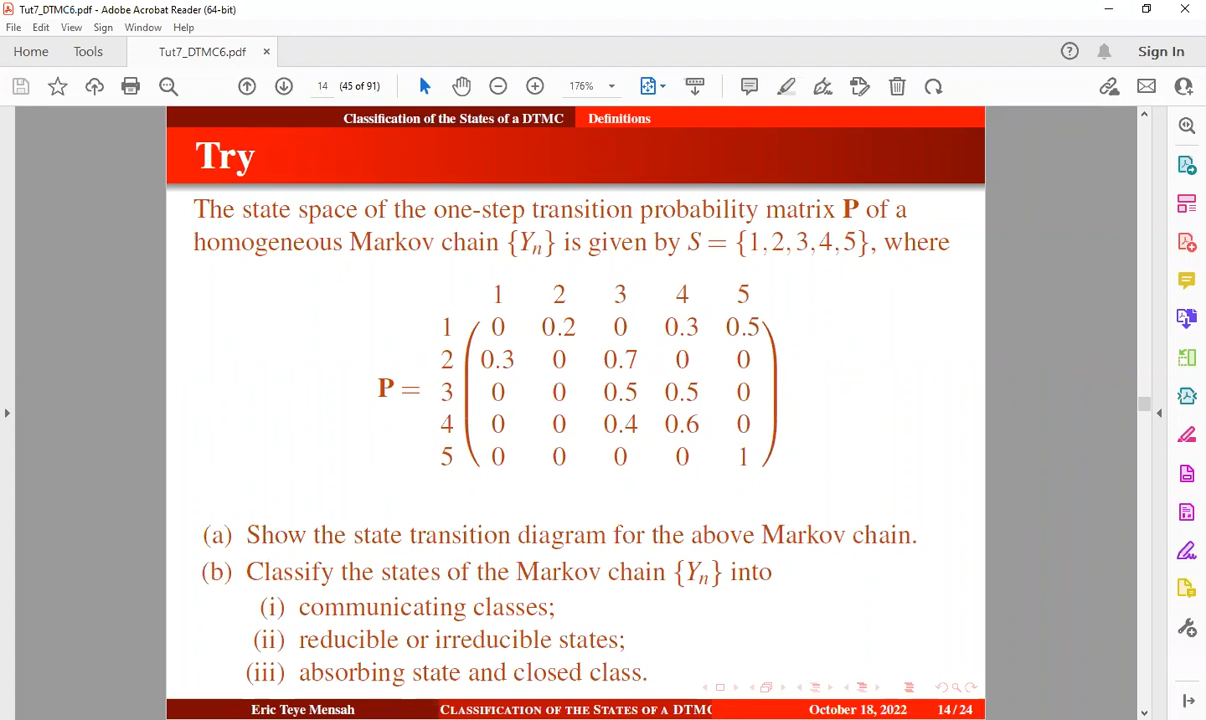 Tut7_DTMC6.pdf - Adobe Acrobat Reader (64-bit)
File Edit View Sign Window Help
Home Tools Tut7_DTMC6.pdf × Sign In
14 (45 of 91) 176%
Classification of the States of a DTMC Definitions
Try
The state space of the one-step transition probability matrix P of a
homogeneous Markov chain {Yn} is given by S = {1,2,3,4,5}, where
1 2 3 4 5
1 0 0.2 0 0.3 0.5
2 0.3 0 0.7 0 0
P = 3 0 0 0.5 0.5 0
4 0 0 0.4 0.6 0
5 0 0 0 0 1
(a) Show the state transition diagram for the above Markov chain.
(b) Classify the states of the Markov chain {Yn} into
(i) communicating classes;
(ii) reducible or irreducible states;
(iii) absorbing state and closed class.
Eric Teye Mensah CLASSIFICATION OF THE STATES OF A DTMC October 18, 2022 14/24